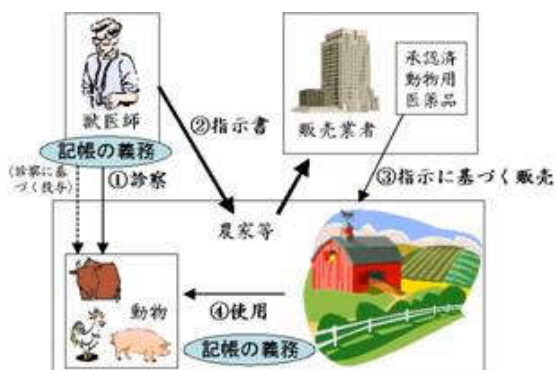 獣医師
記帳の義務
(診察に基
づく投与)
①診察
②指示書
販売業者
承認済
動物用
医薬品
③指示に基づく販売
農家等
動物
④使用
記帳の義務